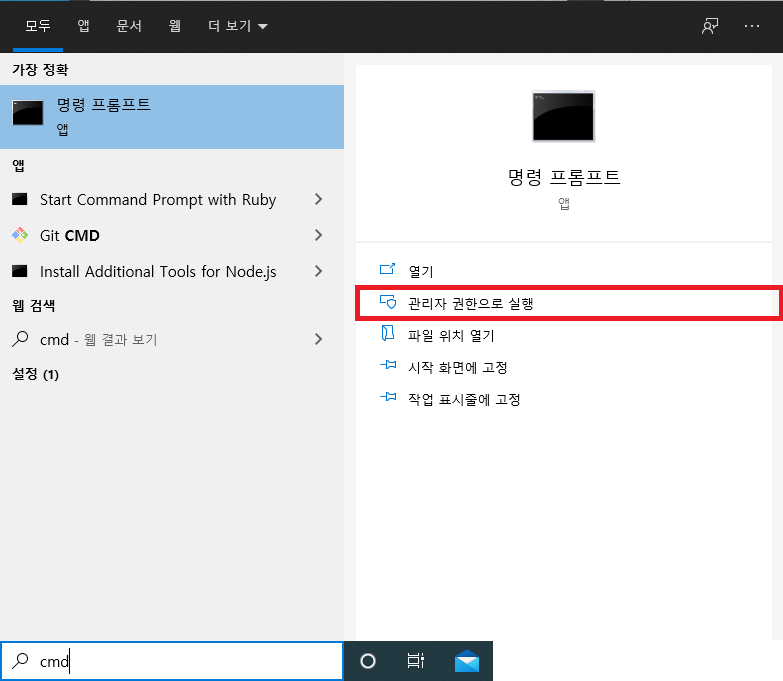 모두 앱 문서 웹 더 보기
가장 정확
명령 프롬프트
앱
앱
Start Command Prompt with Ruby
Git CMD
Install Additional Tools for Node.js
웹 검색
cmd - 웹 결과 보기
설정 (1)
명령 프롬프트
앱
열기
관리자 권한으로 실행
파일 위치 열기
시작 화면에 고정
작업 표시줄에 고정
cmd